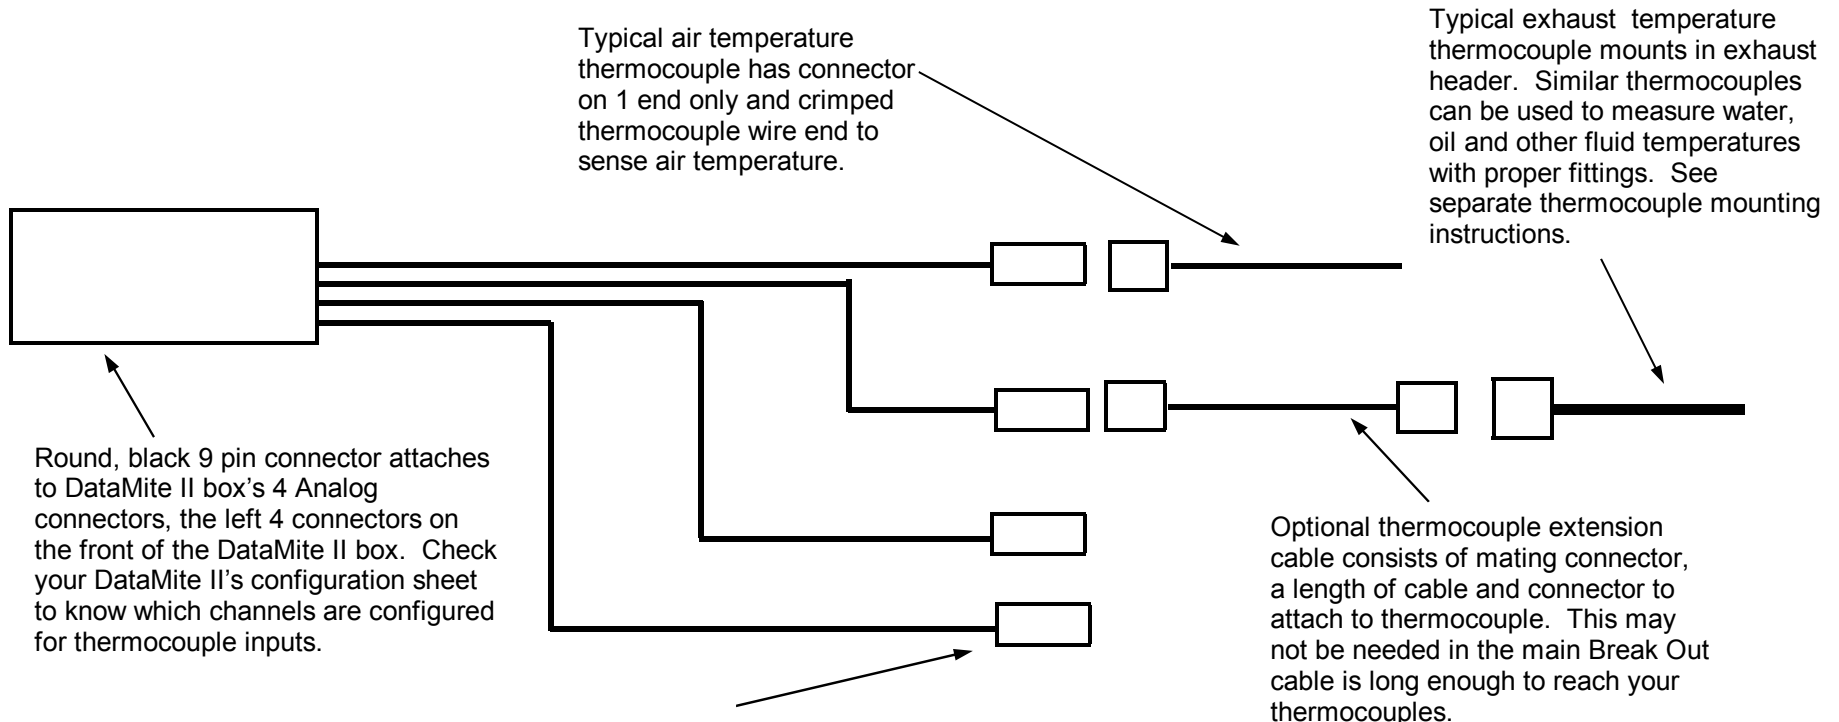 Typical air temperature
thermocouple has connector
on 1 end only and crimped
thermocouple wire end to
sense air temperature.
Typical exhaust  temperature
thermocouple mounts in exhaust
header.  Similar thermocouples
can be used to measure water,
oil and other fluid temperatures
with proper fittings.  See
separate thermocouple mounting
instructions.
Round, black 9 pin connector attaches
to DataMite II box’s 4 Analog
connectors, the left 4 connectors on
the front of the DataMite II box.  Check
your DataMite II’s configuration sheet
to know which channels are configured
for thermocouple inputs.
Optional thermocouple extension
cable consists of mating connector,
a length of cable and connector to
attach to thermocouple.  This may
not be needed in the main Break Out
cable is long enough to reach your
thermocouples.